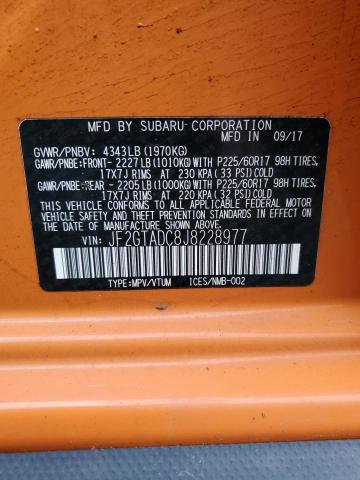 MFD BY SUBARU CORPORATION
MFD IN 09/17
GVWR/PNBV: 4343LB(1970KG)
GAWR/PNBE:FRONT- 2227LB(1010KG)WITH P225/60R17 98H TIRES,
17X7J RIMS AT 230 KPA(33 PSI)COLD
GAWR/PNBE:REAR - 2205LB(1000KG)WITH P225/60R17 98H TIRES,
17X7J RIMS AT 220 KPA(32 PSI)COLD
THIS VEHICLE CONFORMS TO ALL APPLICABLE FEDERAL MOTOR
VEHICLE SAFETY AND THEFT PREVENTION STANDARDS IN EFFECT
ON THE DATE OF MANUFACTURE SHOWN ABOVE.
VIN: JF2GTADC8J8228977
TYPE:MPV/VTUM ICES/NMB-002